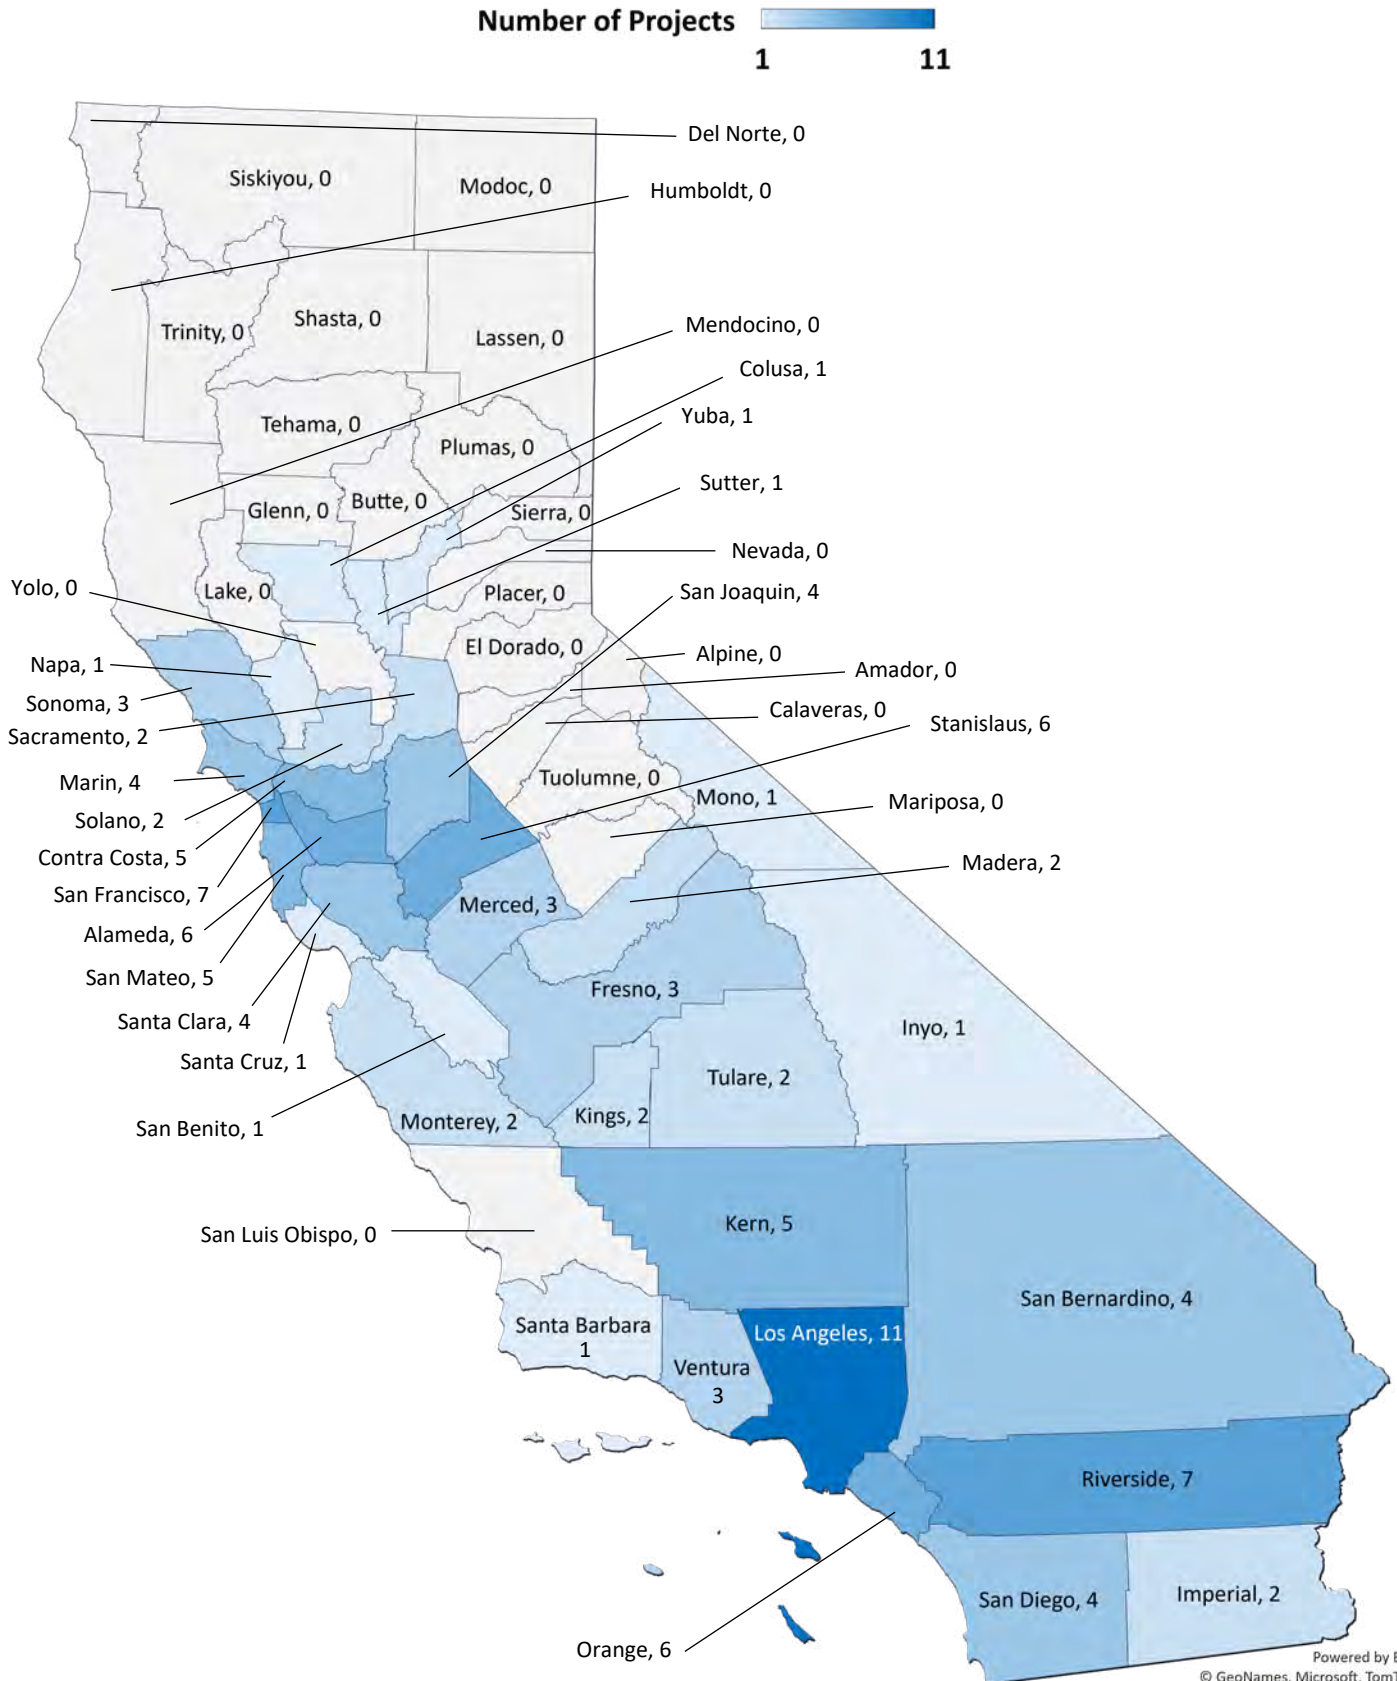 Number of Projects
1 11
Del Norte, 0
Siskiyou, 0
Modoc, 0
Humboldt, 0
Trinity, 0
Shasta, 0
Lassen, 0
Mendocino, 0
Colusa, 1
Yuba, 1
Tehama, 0
Plumas, 0
Sutter, 1
Glenn, 0
Butte, 0
Sierra, 0
Nevada, 0
Yolo, 0
Lake, 0
Placer, 0
San Joaquin, 4
El Dorado, 0
Alpine, 0
Napa, 1
Amador, 0
Sonoma, 3
Calaveras, 0
Stanislaus, 6
Sacramento, 2
Marin, 4
Tuolumne, 0
Mono, 1
Mariposa, 0
Solano, 2
Contra Costa, 5
Madera, 2
San Francisco, 7
Merced, 3
Alameda, 6
San Mateo, 5
Fresno, 3
Santa Clara, 4
Inyo, 1
Santa Cruz, 1
Tulare, 2
San Benito, 1
Monterey, 2
Kings, 2
San Luis Obispo, 0
Kern, 5
San Bernardino, 4
Santa Barbara
1
Los Angeles, 11
Ventura
3
Riverside, 7
San Diego, 4
Imperial, 2
Orange, 6
Powered by B
© GeoNames, Microsoft, TomT